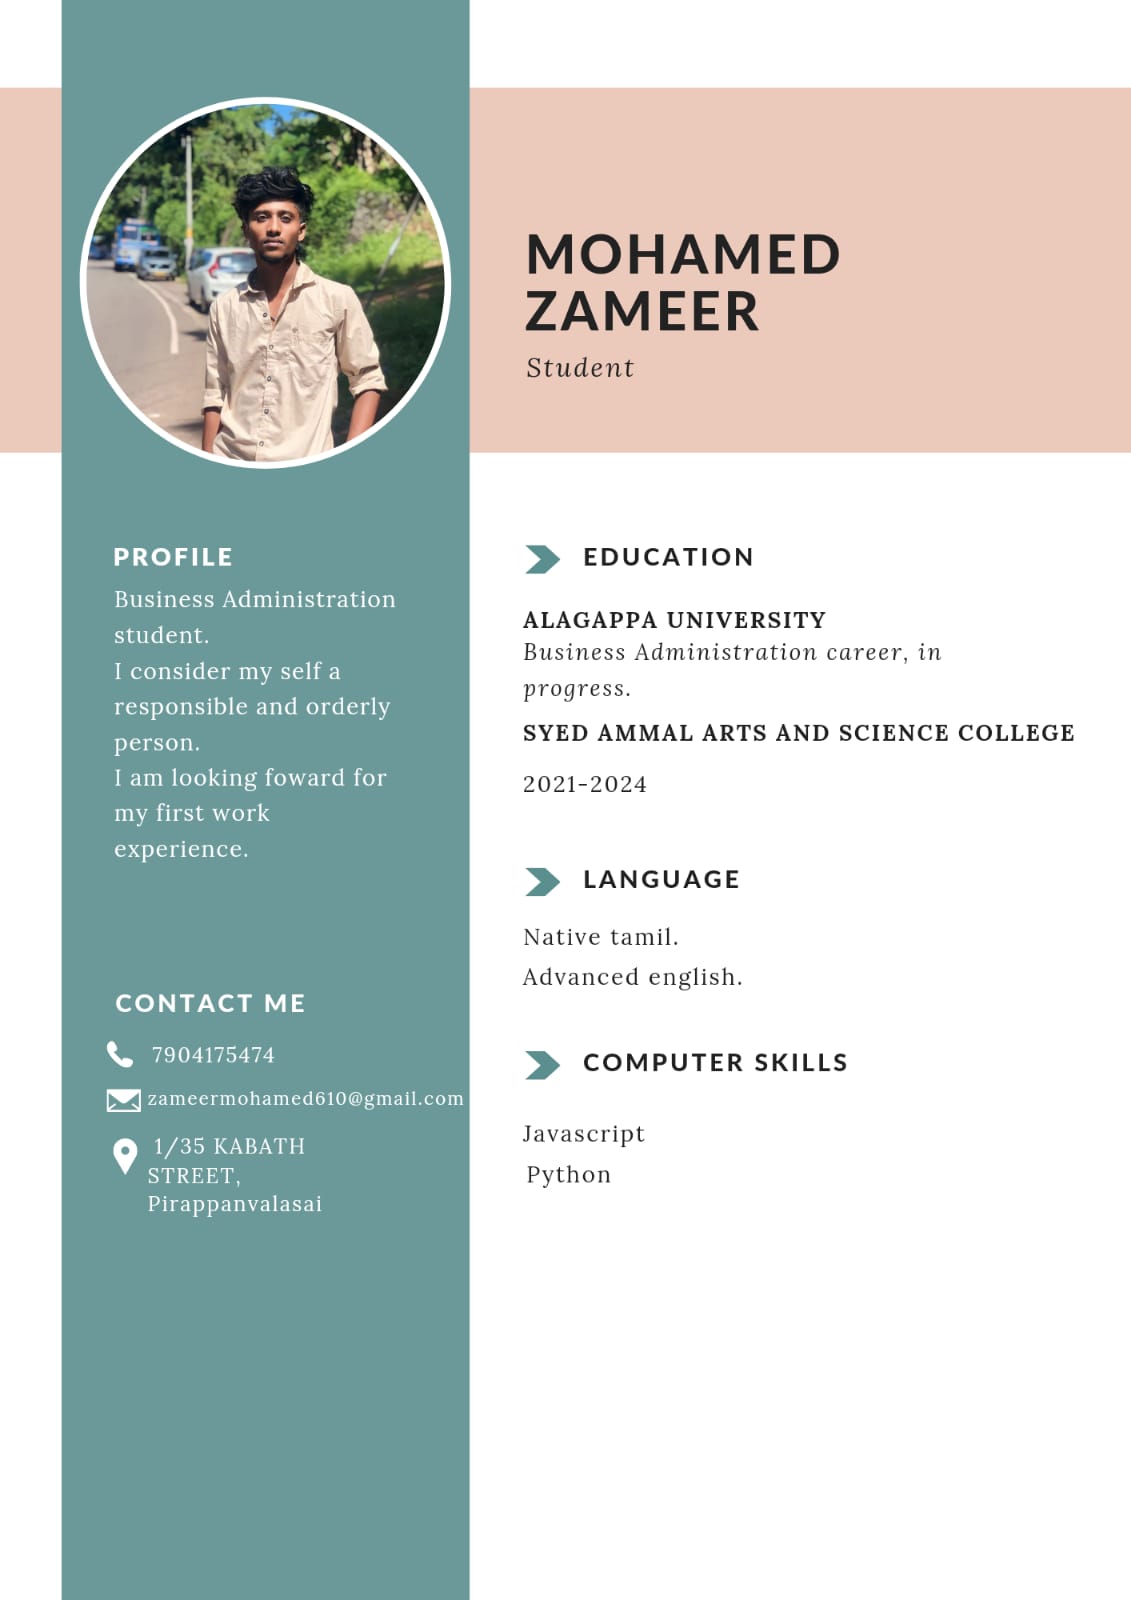 MOHAMED
ZAMEER
Student
PROFILE
Business Administration
student.
I consider my self a
responsible and orderly
person.
I am looking foward for
my first work
experience.
CONTACT ME
7904175474
zameermohamed610@gmail.com
1/35 KABATH
STREET,
Pirappanvalasai
EDUCATION
ALAGAPPA UNIVERSITY
Business Administration career, in
progress.
SYED AMMAL ARTS AND SCIENCE COLLEGE
2021-2024
LANGUAGE
Native tamil.
Advanced english.
COMPUTER SKILLS
Javascript
Python